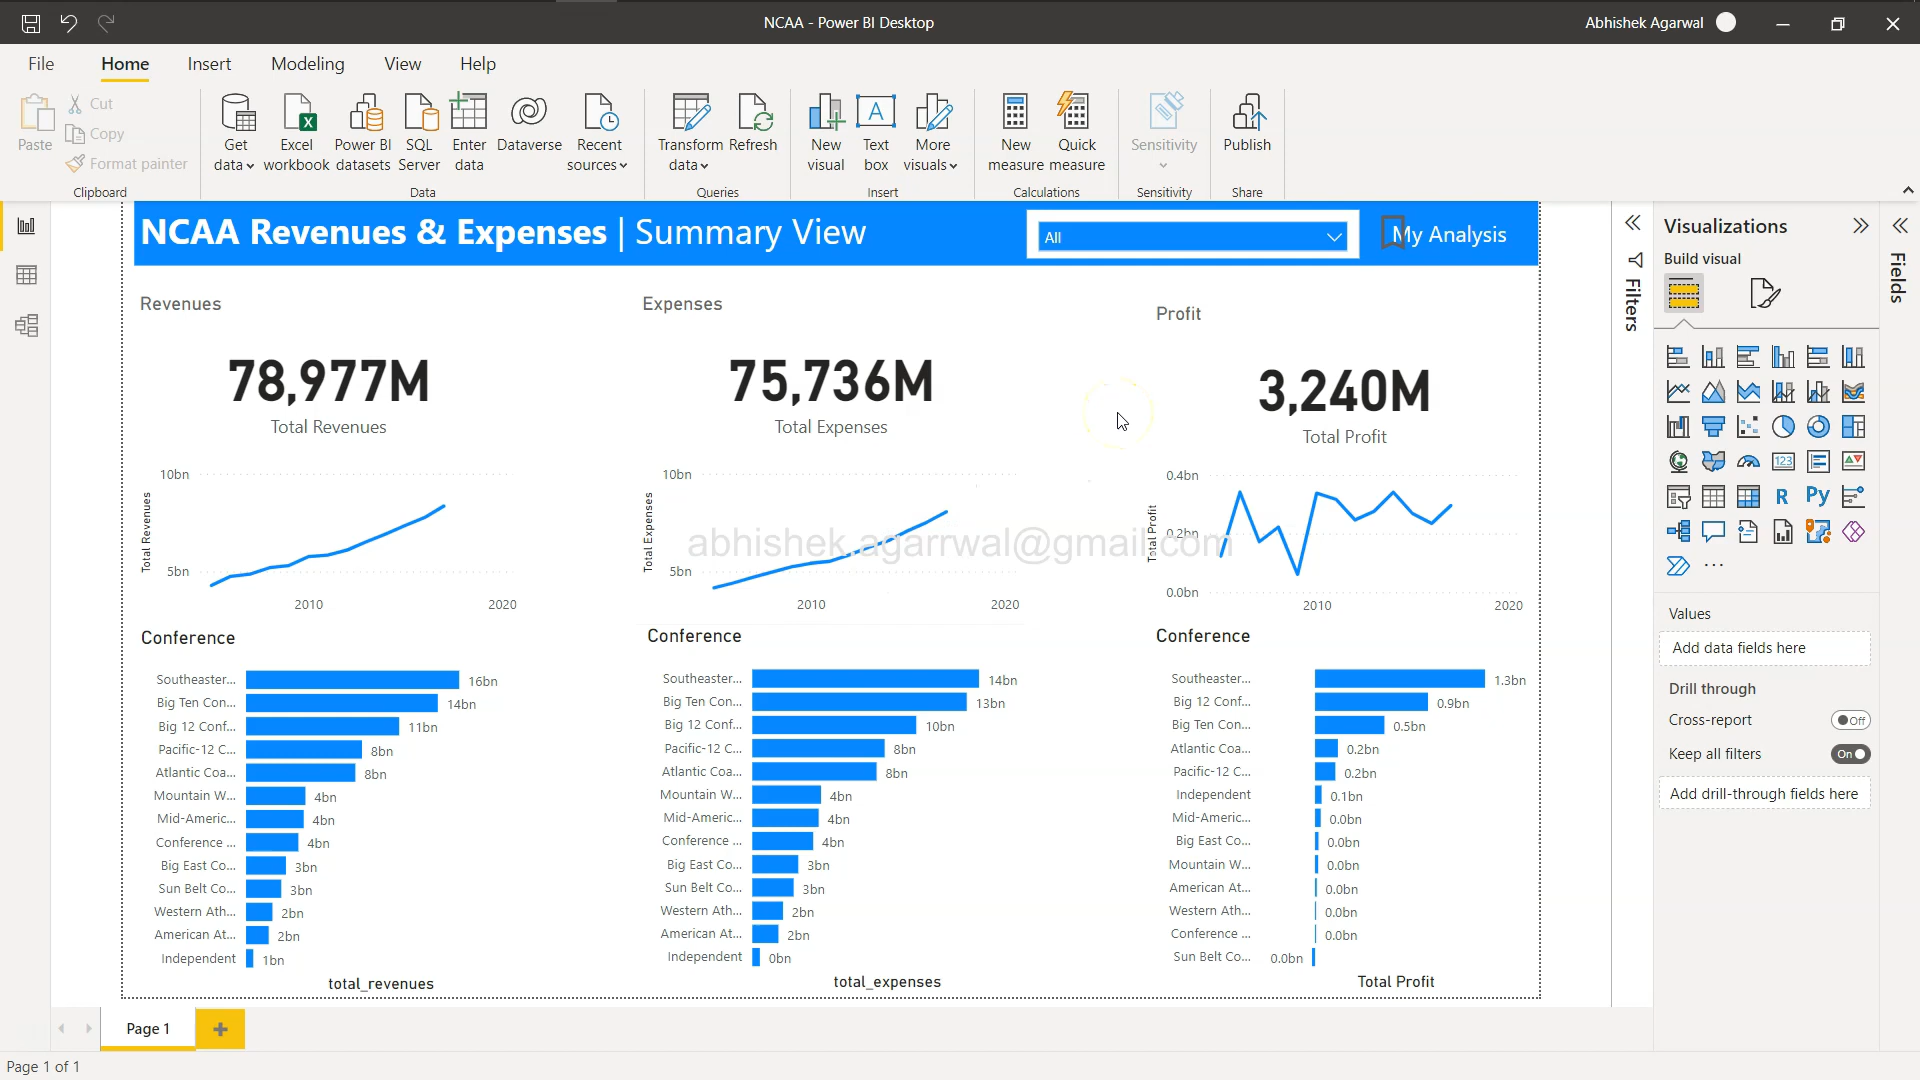 NCAA - Power BI Desktop
Abhishek Agarwal
File Home Insert Modeling View Help
Paste
Cut
Copy
Format painter
Clipboard
Get data
Excel workbook
Power BI datasets
SQL Server
Enter data
Dataverse
Recent sources
Data
Transform data
Refresh
Queries
New visual
Text box
More visuals
Insert
New measure
Quick measure
Calculations
Sensitivity
Sensitivity
Publish
Share
NCAA Revenues & Expenses | Summary View
All
My Analysis
Revenues
78,977M
Total Revenues
10bn
5bn
Total Revenues
2010 2020
Conference
Southeaster... 16bn
Big Ten Con... 14bn
Big 12 Conf... 11bn
Pacific-12 C... 8bn
Atlantic Coa... 8bn
Mountain W... 4bn
Mid-Americ... 4bn
Conference ... 4bn
Big East Co... 3bn
Sun Belt Co... 3bn
Western Ath... 2bn
American At... 2bn
Independent 1bn
total_revenues
Expenses
75,736M
Total Expenses
10bn
5bn
Total Expenses
2010 2020
Conference
Southeaster... 14bn
Big Ten Con... 13bn
Big 12 Conf... 10bn
Pacific-12 C... 8bn
Atlantic Coa... 8bn
Mountain W... 4bn
Mid-Americ... 4bn
Conference ... 4bn
Big East Co... 3bn
Sun Belt Co... 3bn
Western Ath... 2bn
American At... 2bn
Independent 0bn
total_expenses
Profit
3,240M
Total Profit
0.4bn
0.2bn
0.0bn
Total Profit
2010 2020
Conference
Southeaster... 1.3bn
Big 12 Conf... 0.9bn
Big Ten Con... 0.5bn
Atlantic Coa... 0.2bn
Pacific-12 C... 0.2bn
Independent 0.1bn
Mid-Americ... 0.0bn
Big East Co... 0.0bn
Mountain W... 0.0bn
American At... 0.0bn
Western Ath... 0.0bn
Conference ... 0.0bn
Sun Belt Co... 0.0bn
Total Profit
abhishek.agarrwal@gmail.com
Filters
Visualizations
Build visual
123
R
Py
...
Values
Add data fields here
Drill through
Cross-report Off
Keep all filters On
Add drill-through fields here
Fields
Page 1
+
Page 1 of 1